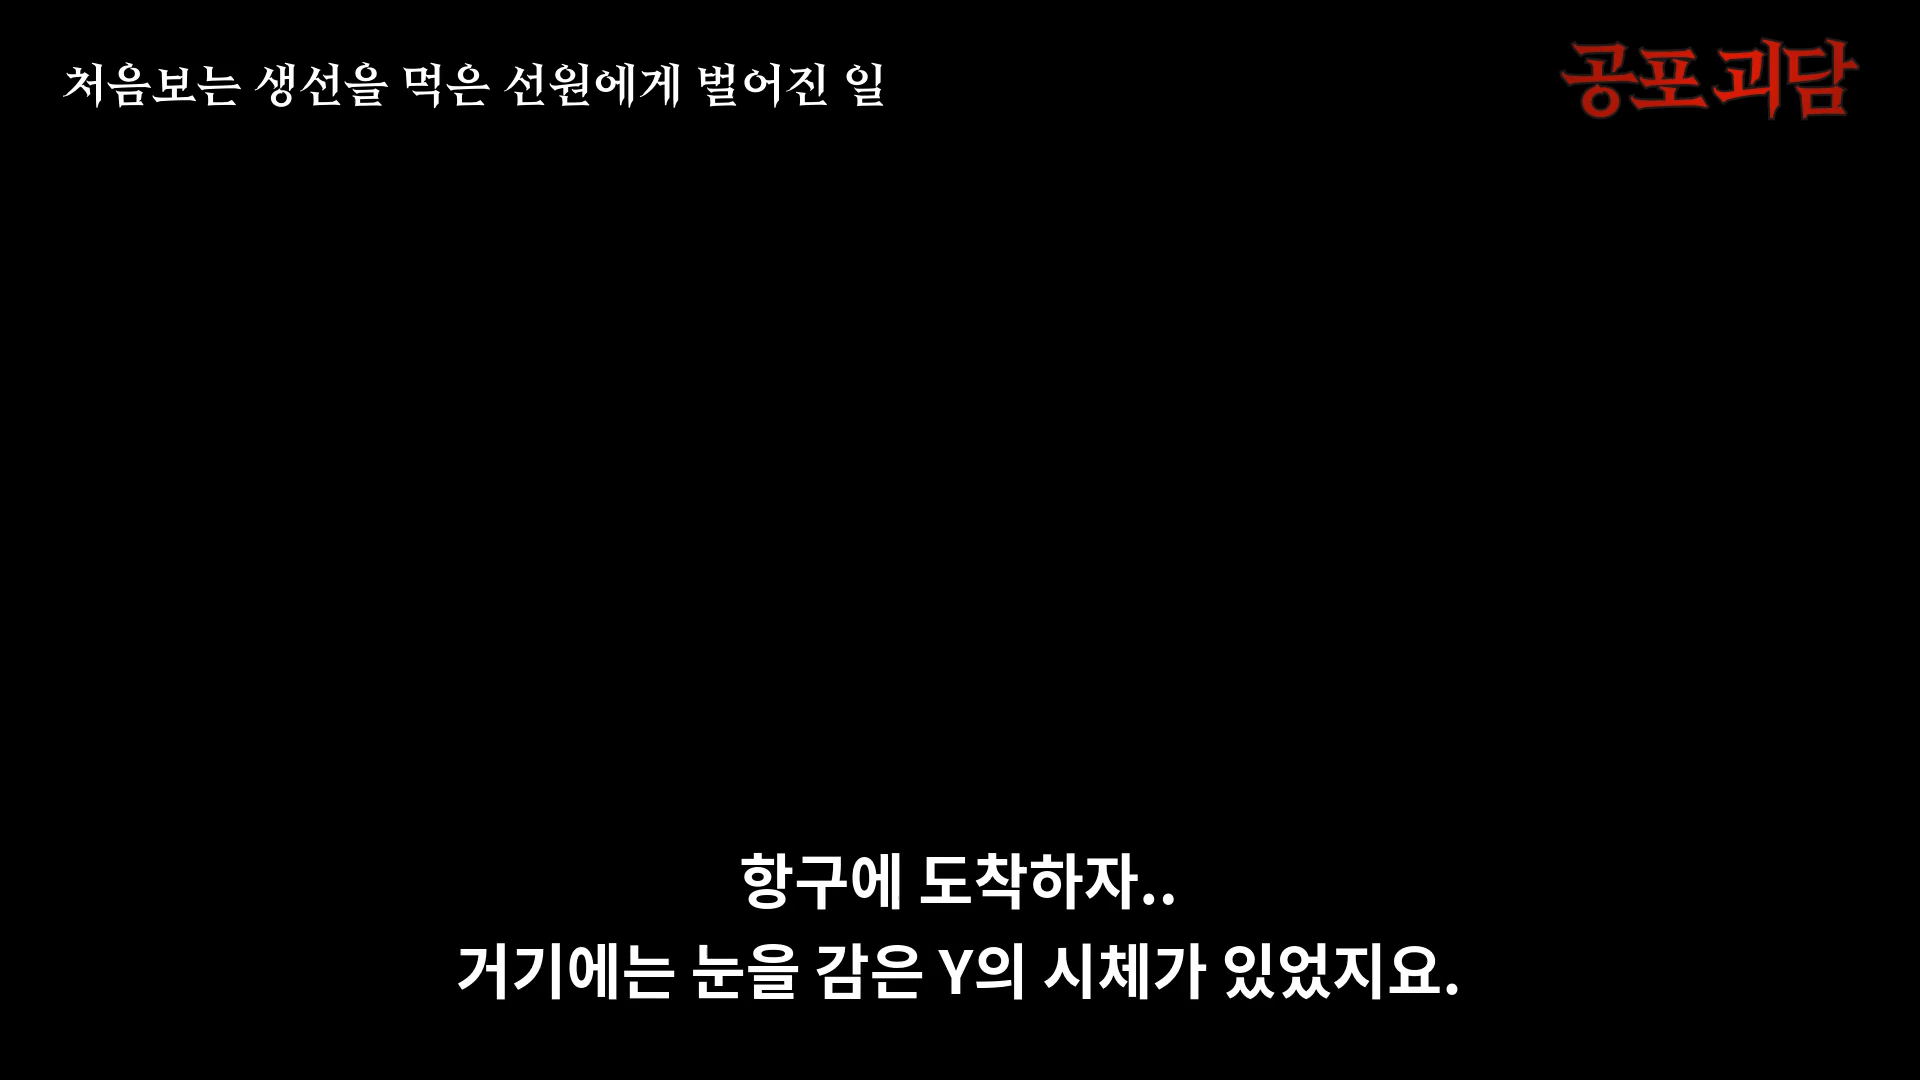 처음보는 생선을 먹은 선원에게 벌어진 일
공포 괴담
항구에 도착하자..
거기에는 눈을 감은 Y의 시체가 있었지요.